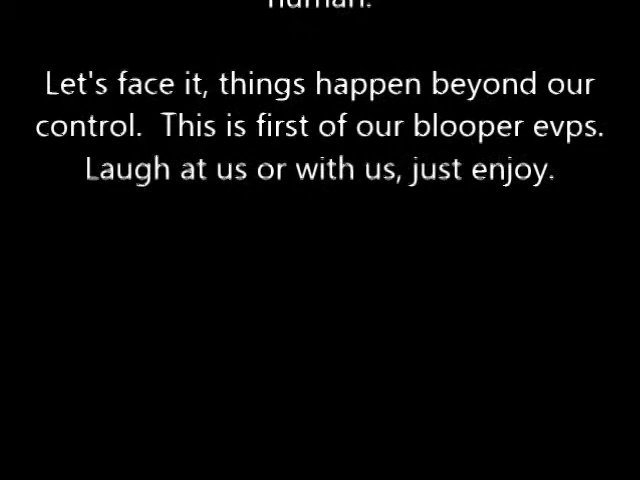 human.
Let's face it, things happen beyond our
control.  This is first of our blooper evps.
Laugh at us or with us, just enjoy.